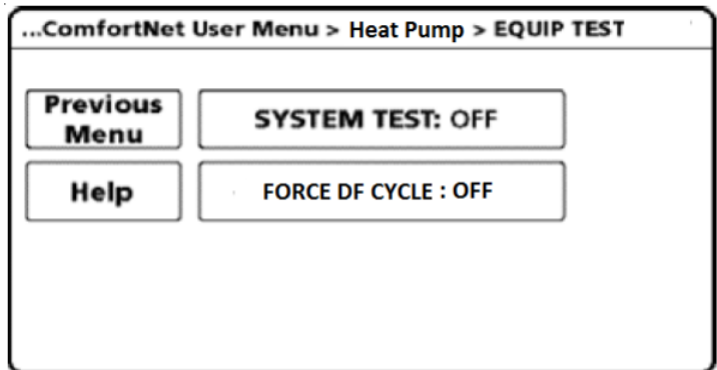 ...ComfortNet User Menu > Heat Pump > EQUIP TEST
Previous
Menu
SYSTEM TEST: OFF
Help
FORCE DF CYCLE : OFF